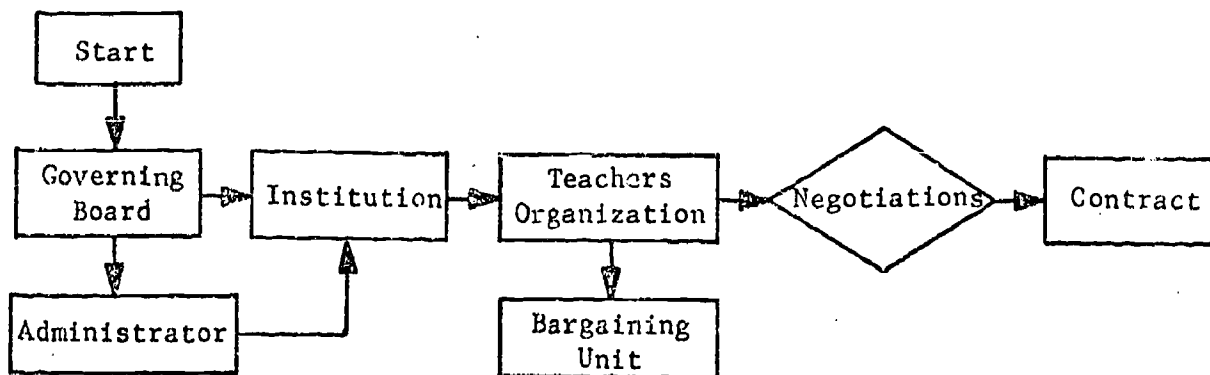 Start
Governing
Board
Institution
Teachers
Organization
Negotiations
Contract
Administrator
Bargaining
Unit